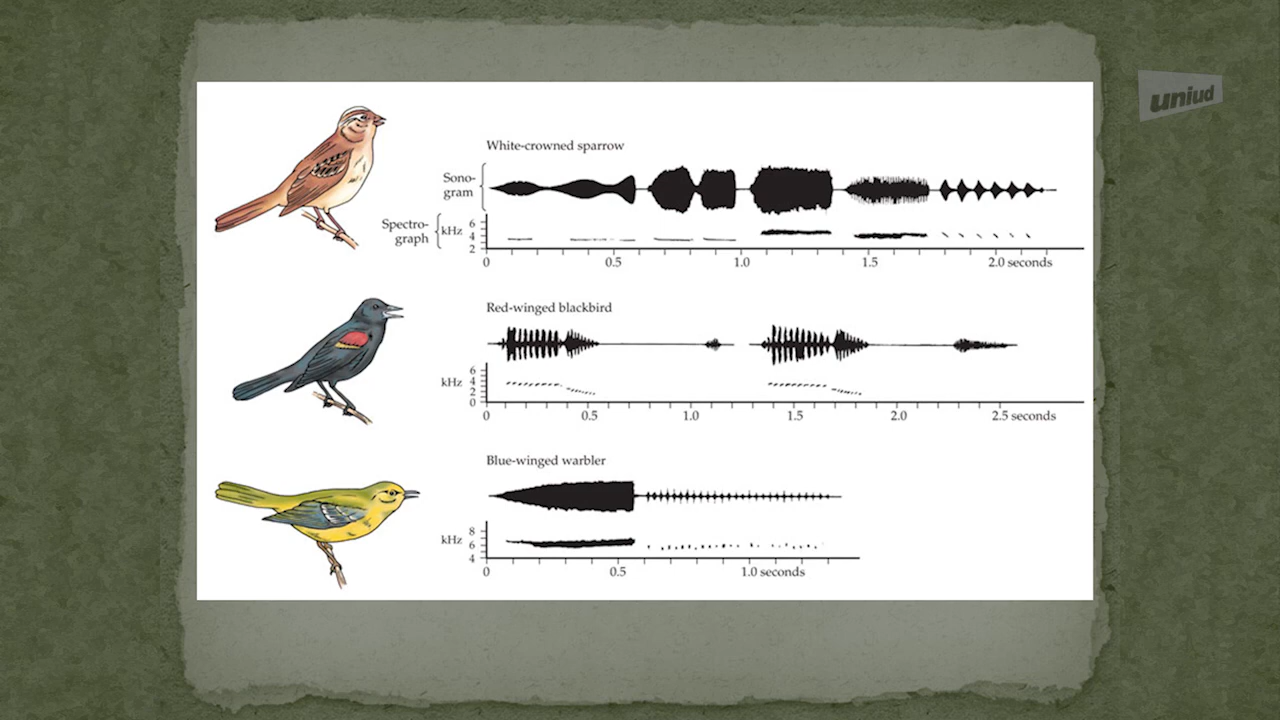 uniud
White-crowned sparrow
Sono-
gram
Spectro-
graph
kHz
6
4
2
0 0.5 1.0 1.5 2.0 seconds
Red-winged blackbird
kHz
6
4
2
0
0 0.5 1.0 1.5 2.0 2.5 seconds
Blue-winged warbler
kHz
8
6
4
0 0.5 1.0 seconds